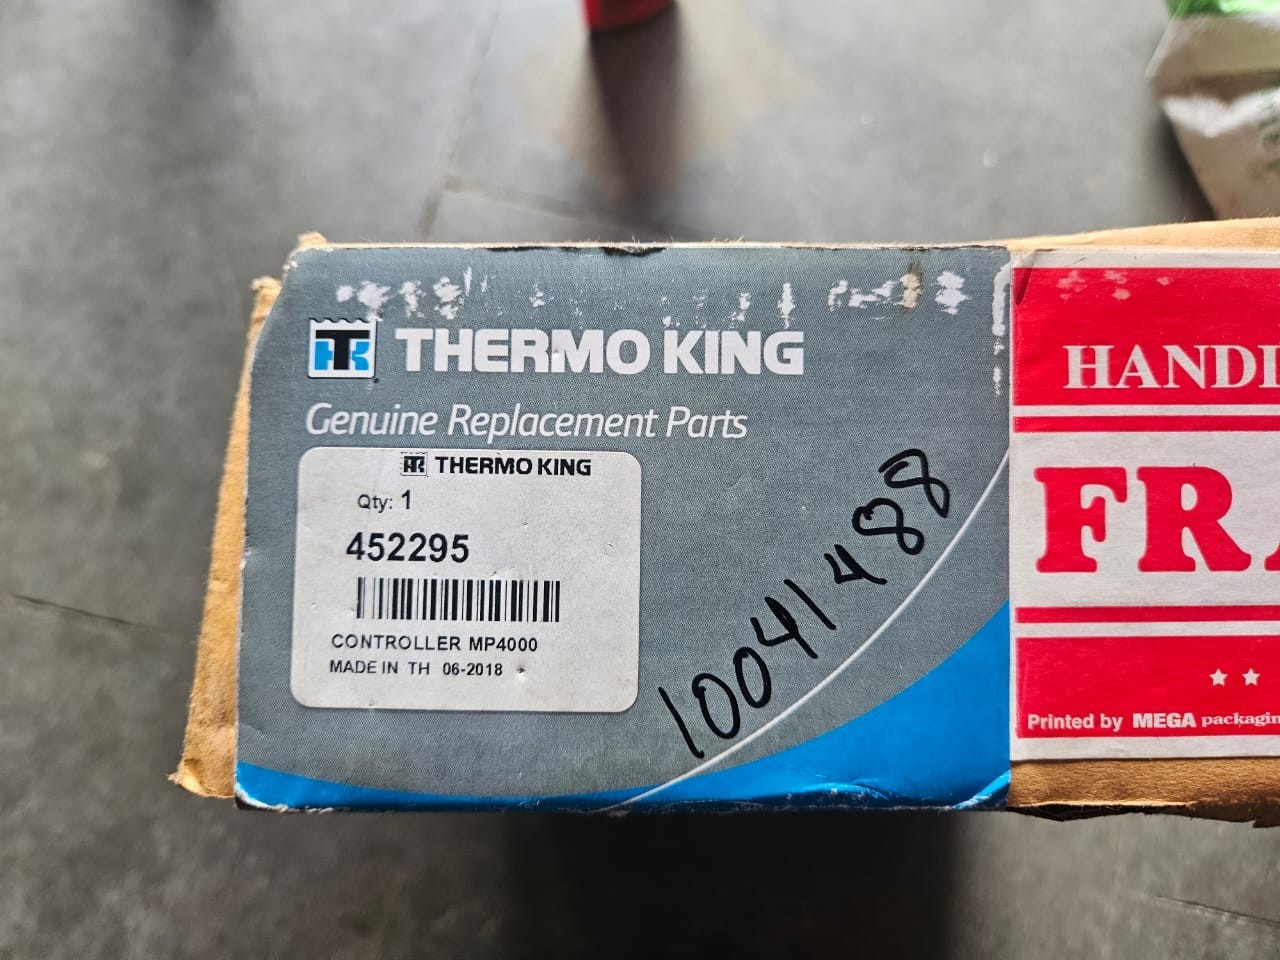 THERMO KING
Genuine Replacement Parts
THERMO KING
Qty: 1
452295
CONTROLLER MP4000
MADE IN TH 06-2018
10041488
HANDL
FRA
Printed by MEGA packagin